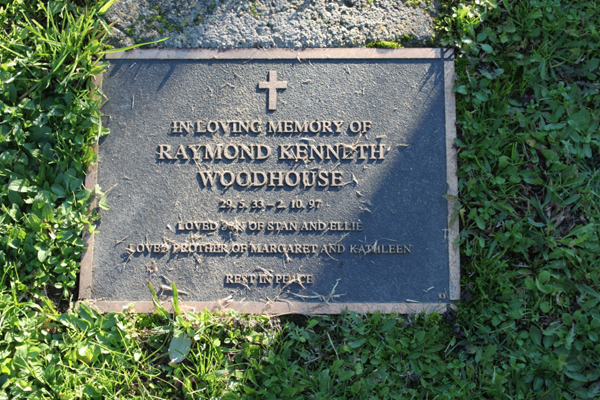 IN LOVING MEMORY OF
RAYMOND KENNETH
WOODHOUSE
29.5.33 - 2.10.97
LOVED SON OF STAN AND ELLIE
LOVED BROTHER OF MARGARET AND KATHLEEN
REST IN PEACE